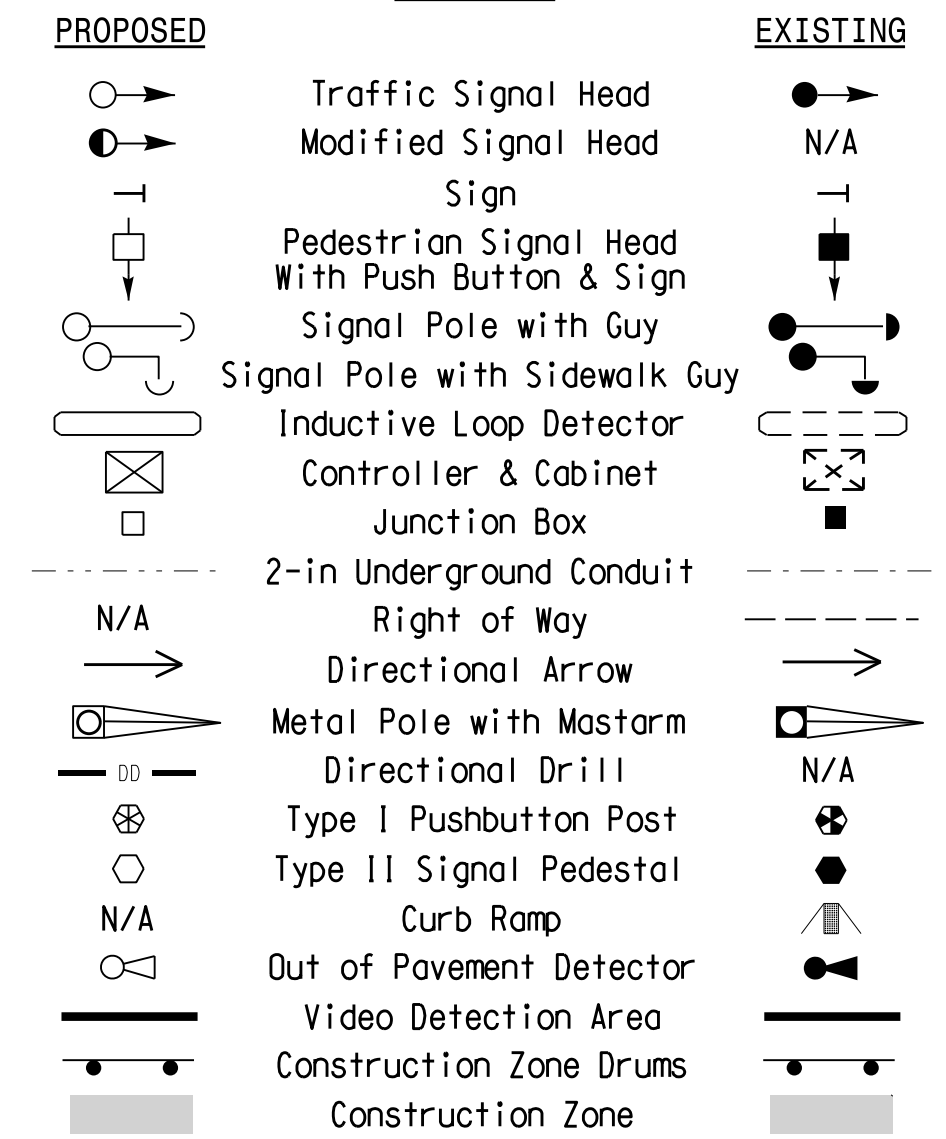 PROPOSED EXISTING
Traffic Signal Head
Modified Signal Head N/A
Sign
Pedestrian Signal Head
With Push Button & Sign
Signal Pole with Guy
Signal Pole with Sidewalk Guy
Inductive Loop Detector
Controller & Cabinet
Junction Box
2-in Underground Conduit
N/A Right of Way
Directional Arrow
Metal Pole with Mastarm
DD Directional Drill N/A
Type I Pushbutton Post
Type II Signal Pedestal
N/A Curb Ramp
Out of Pavement Detector
Video Detection Area
Construction Zone Drums
Construction Zone